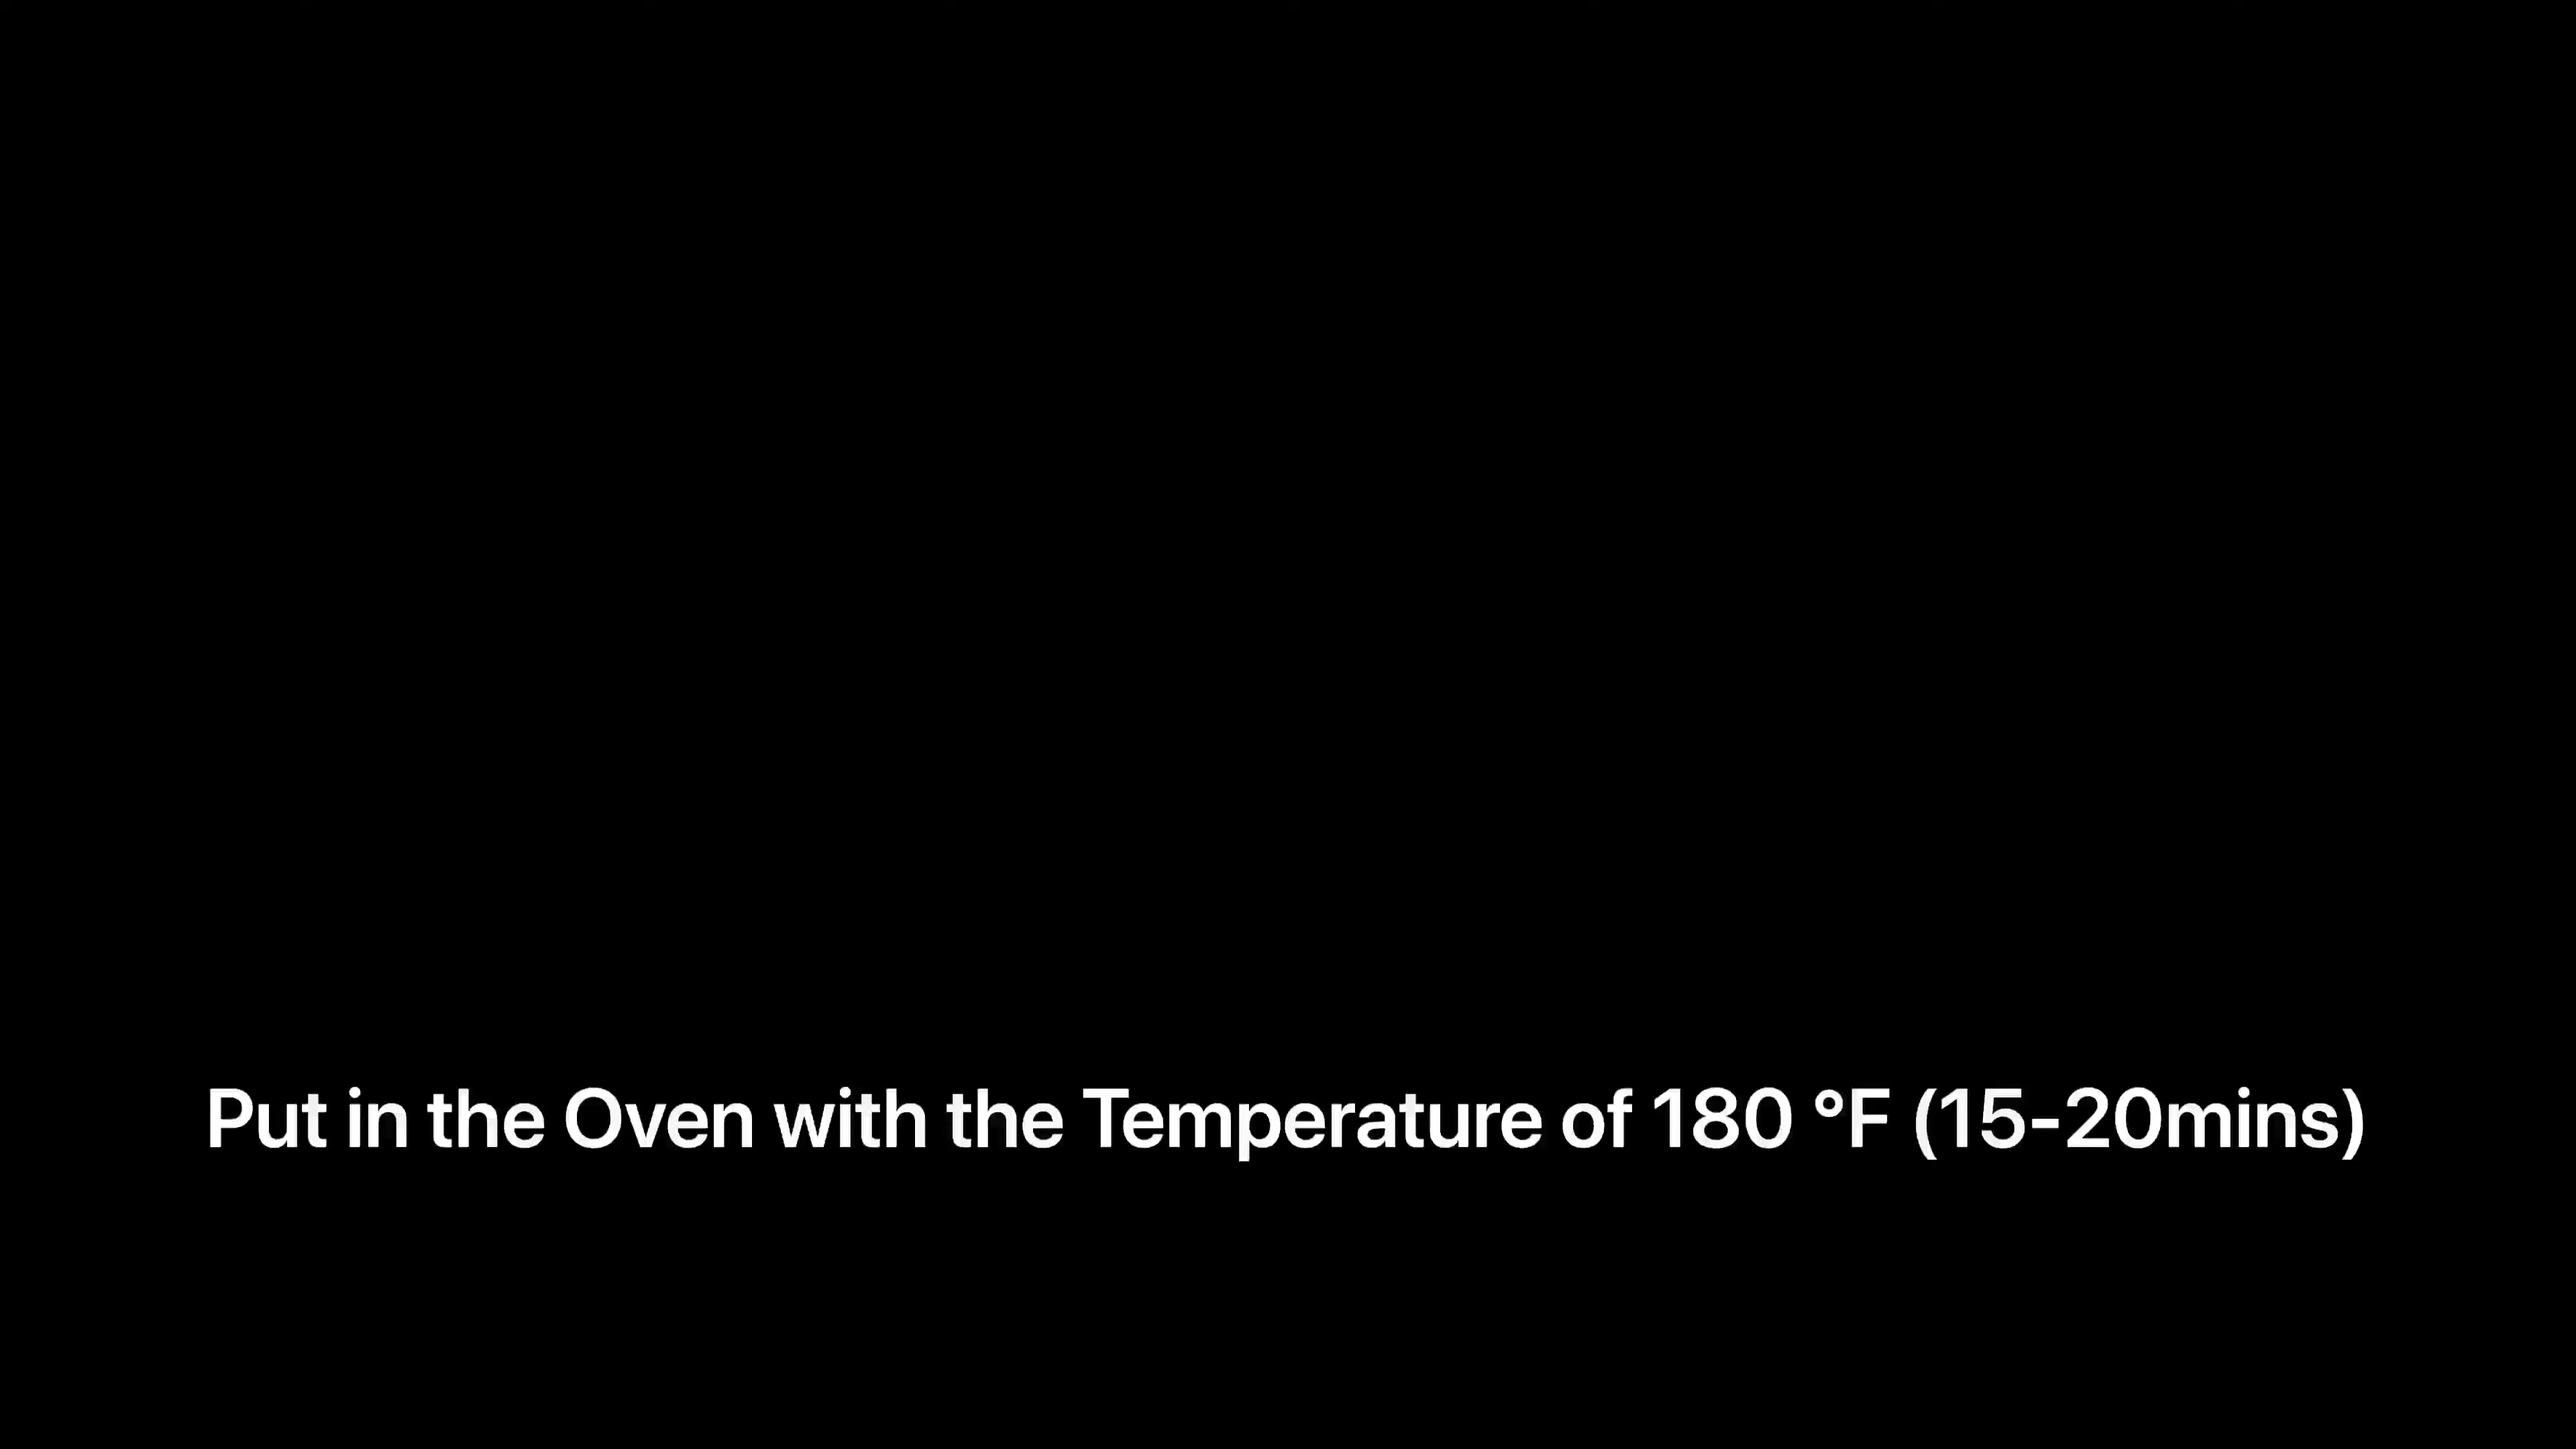 Put in the Oven with the Temperature of 180 °F (15-20mins)